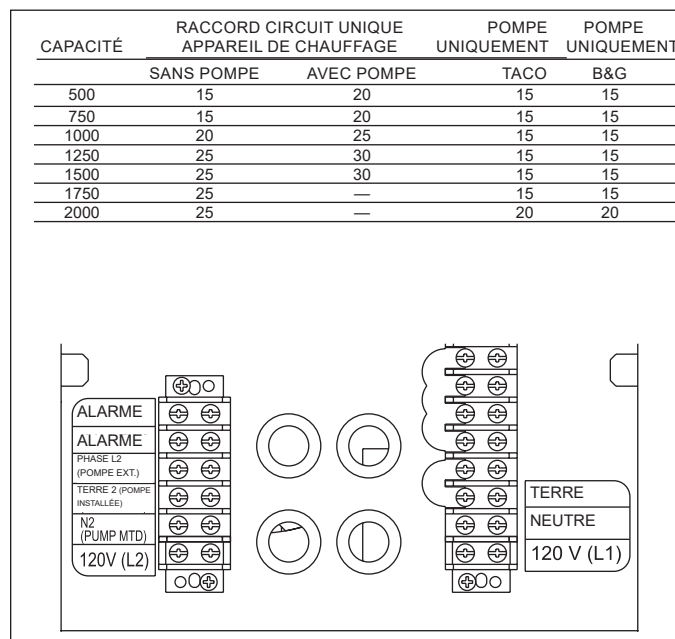 CAPACITÉ RACCORD CIRCUIT UNIQUE APPAREIL DE CHAUFFAGE POMPE UNIQUEMENT POMPE UNIQUEMENT
SANS POMPE AVEC POMPE TACO B&G
500 15 20 15 15
750 15 20 15 15
1000 20 25 15 15
1250 25 30 15 15
1500 25 30 15 15
1750 25 — 15 15
2000 25 — 20 20
ALARME
ALARME
PHASE L2
(POMPE EXT.)
TERRE 2 (POMPE
INSTALLÉE)
N2
(PUMP MTD)
120V (L2)
TERRE
NEUTRE
120 V (L1)